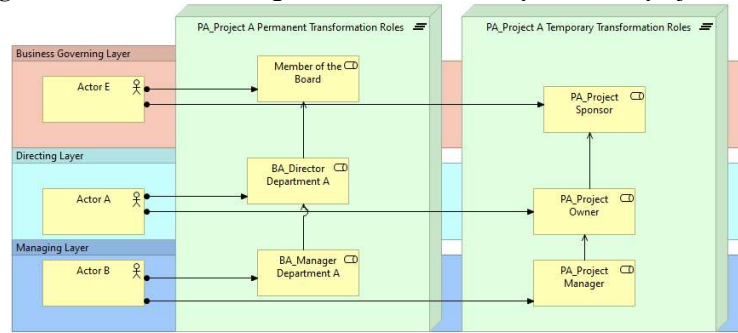 PA_Project A Permanent Transformation Roles
PA_Project A Temporary Transformation Roles
Business Governing Layer
Actor E
Member of the
Board
PA_Project
Sponsor
Directing Layer
Actor A
BA_Director
Department A
PA_Project
Owner
Managing Layer
Actor B
BA_Manager
Department A
PA_Project
Manager